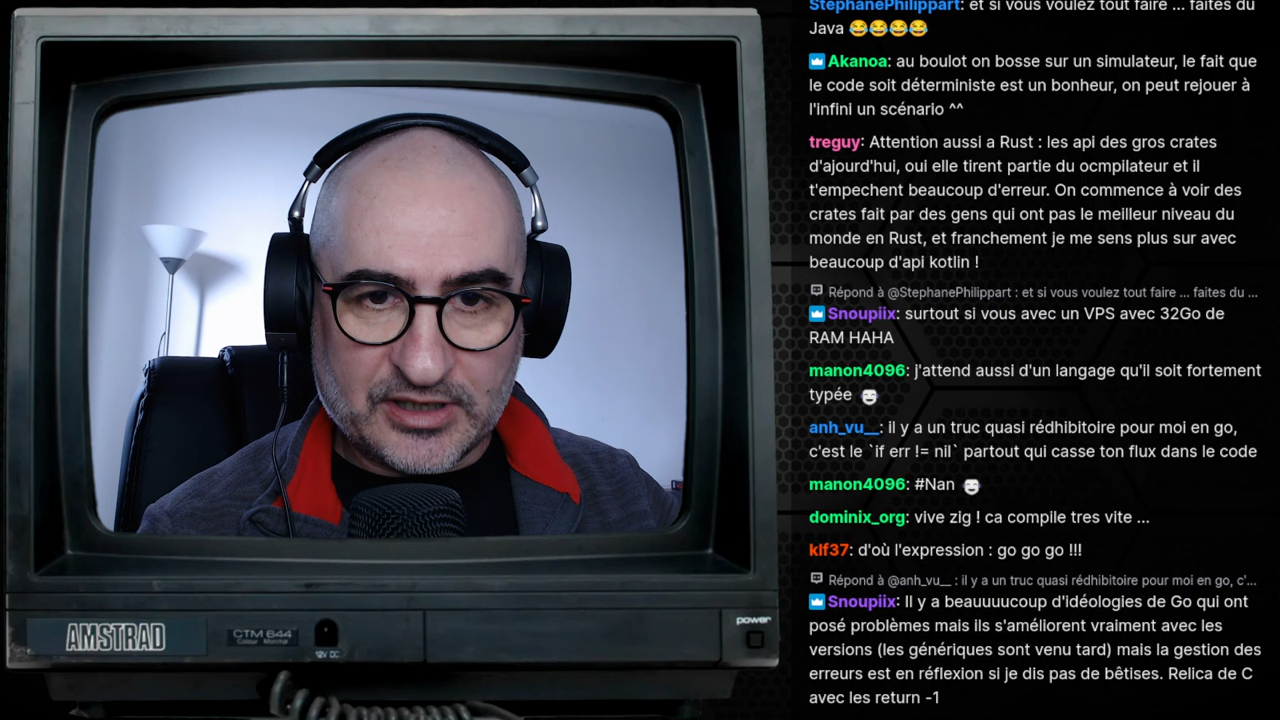 StephanePhilippart: et si vous voulez tout faire ... faites du
Java 😂😂😂😂
Akanoa: au boulot on bosse sur un simulateur, le fait que
le code soit déterministe est un bonheur, on peut rejouer à
l'infini un scénario ^^
treguy: Attention aussi a Rust : les api des gros crates
d'aujourd'hui, oui elle tirent partie du ocmpilateur et il
t'empechent beaucoup d'erreur. On commence à voir des
crates fait par des gens qui ont pas le meilleur niveau du
monde en Rust, et franchement je me sens plus sur avec
beaucoup d'api kotlin !
Répond à @StephanePhilippart : et si vous voulez tout faire ... faites du ...
Snoupiix: surtout si vous avec un VPS avec 32Go de
RAM HAHA
manon4096: j'attend aussi d'un langage qu'il soit fortement
typée
anh_vu__: il y a un truc quasi rédhibitoire pour moi en go,
c'est le `if err != nil` partout qui casse ton flux dans le code
manon4096: #Nan
dominix_org: vive zig ! ca compile tres vite ...
klf37: d'où l'expression : go go go !!!
Répond à @anh_vu__ : il y a un truc quasi rédhibitoire pour moi en go, c'...
Snoupiix: Il y a beauuuucoup d'idéologies de Go qui ont
posé problèmes mais ils s'améliorent vraiment avec les
versions (les génériques sont venu tard) mais la gestion des
erreurs est en réflexion si je dis pas de bêtises. Relica de C
avec les return -1
AMSTRAD
CTM 644
Colour Monitor
12V DC
power